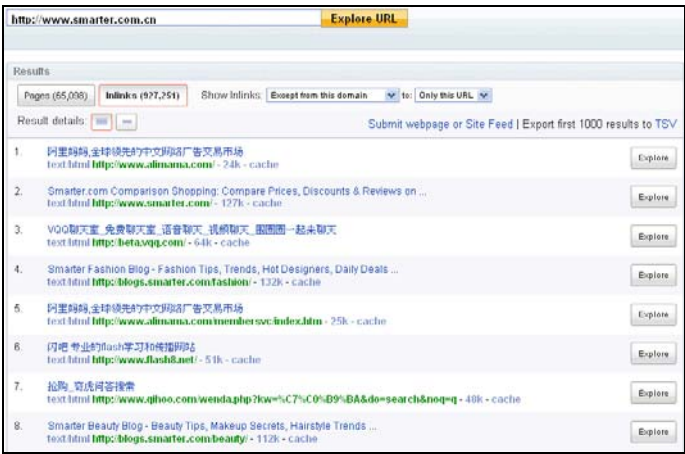 http://www.smarter.com.cn Explore URL
Results
Pages (65,098) Inlinks (927,251) Show Inlinks: Except from this domain to: Only this URL
Result details: Submit webpage or Site Feed | Export first 1000 results to TSV
1. 阿里妈妈,全球领先的中文网络广告交易市场 Explore
text/html http://www.alimama.com/ - 24k - cache
2. Smarter.com Comparison Shopping: Compare Prices, Discounts & Reviews on ... Explore
text/html http://www.smarter.com/ - 127k - cache
3. VQQ聊天室_免费聊天室_语音聊天_视频聊天_圈圈圈一起来聊天 Explore
text/html http://beta.vqq.com/ - 64k - cache
4. Smarter Fashion Blog - Fashion Tips, Trends, Hot Designers, Daily Deals ... Explore
text/html http://blogs.smarter.com/fashion/ - 132k - cache
5. 阿里妈妈,全球领先的中文网络广告交易市场 Explore
text/html http://www.alimama.com/membersvc/index.htm - 25k - cache
6. 闪吧 专业的flash学习和传播网站 Explore
text/html http://www.flash8.net/ - 51k - cache
7. 抢购_奇虎问答搜索 Explore
text/html http://www.qihoo.com/wenda.php?kw=%C7%C0%B9%BA&do=search&noq=q - 40k - cache
8. Smarter Beauty Blog - Beauty Tips, Makeup Secrets, Hairstyle Trends ... Explore
text/html http://blogs.smarter.com/beauty/ - 112k - cache